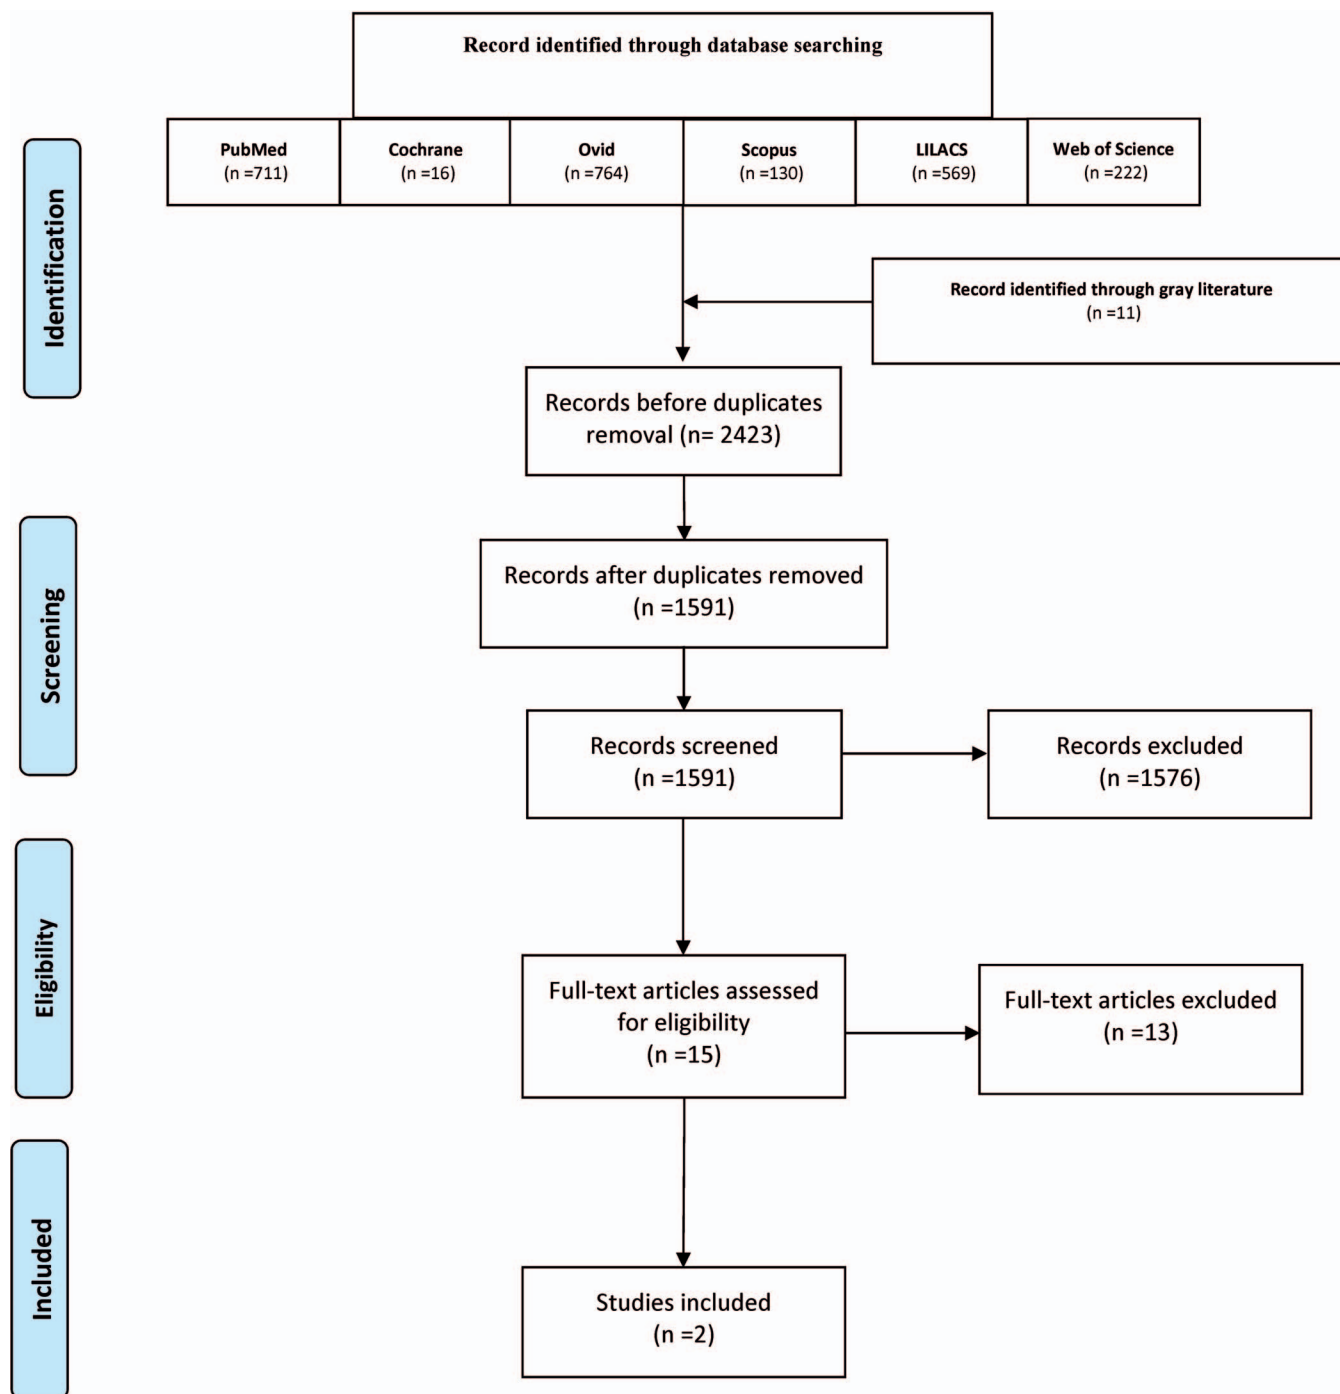 Record identified through database searching
PubMed
(n =711)
Cochrane
(n =16)
Ovid
(n =764)
Scopus
(n =130)
LILACS
(n =569)
Web of Science
(n =222)
Identification
Record identified through gray literature
(n =11)
Records before duplicates
removal (n= 2423)
Screening
Records after duplicates removed
(n =1591)
Records screened
(n =1591)
Records excluded
(n =1576)
Eligibility
Full-text articles assessed
for eligibility
(n =15)
Full-text articles excluded
(n =13)
Included
Studies included
(n =2)